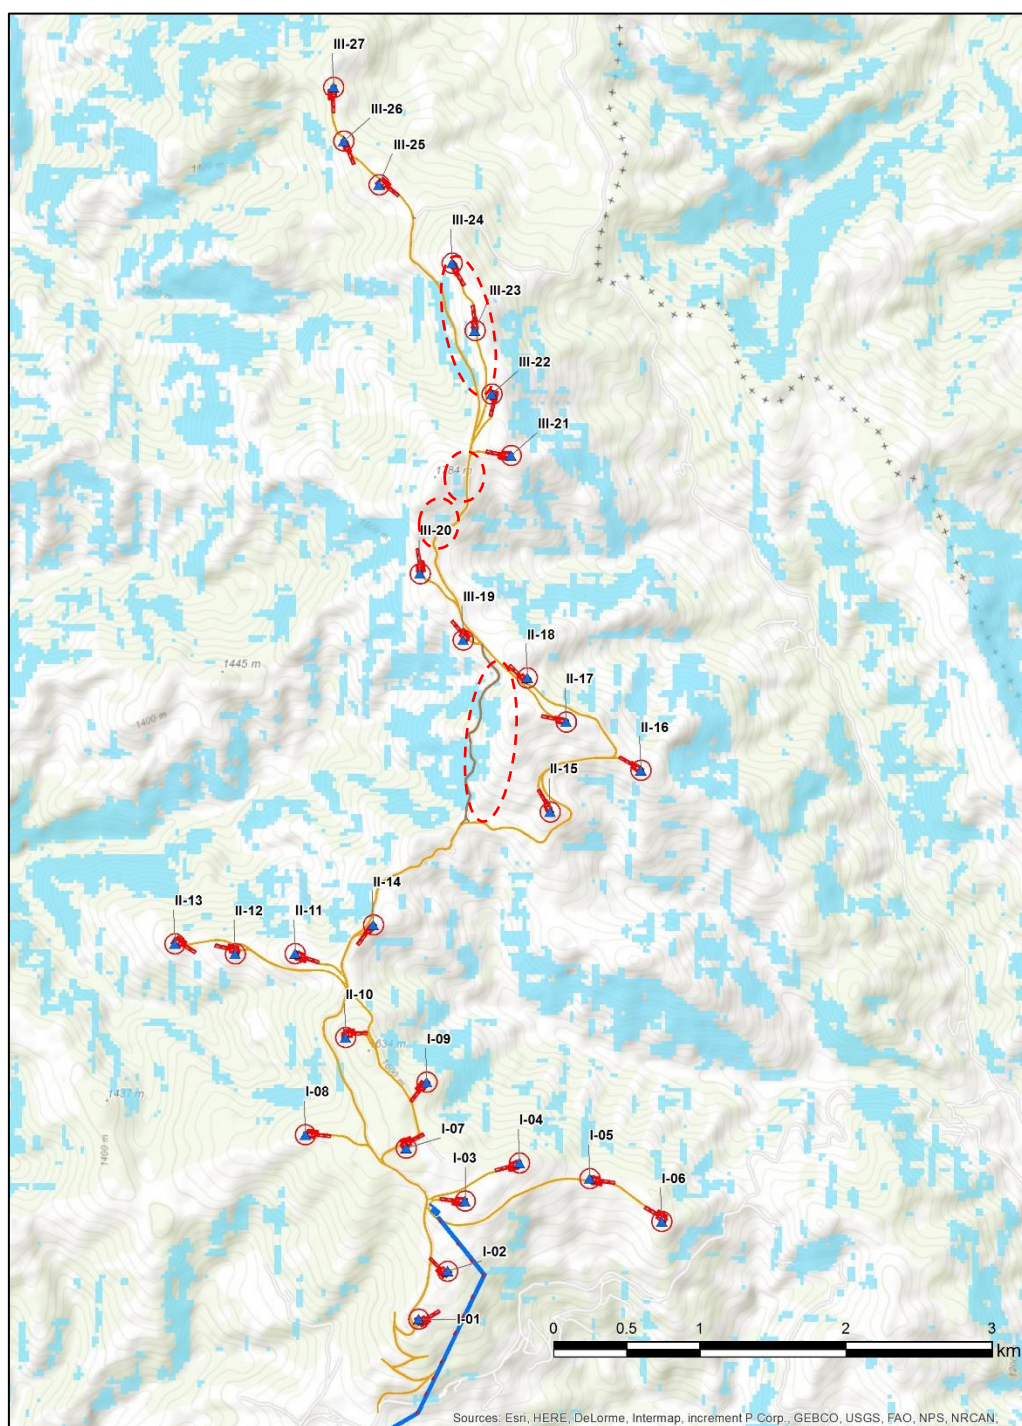 III-27
III-26
III-25
III-24
III-23
III-22
III-21
1784 m
III-20
III-19
II-18
1445 m
II-17
1400 m
II-16
II-15
II-14
II-13
II-12
II-11
II-10
634 m
I-09
1437 m
I-08
I-07
I-04
I-05
I-03
I-06
I-02
I-01
0 0.5 1 2 3
km
Sources: Esri, HERE, DeLorme, Intermap, increment P Corp., GEBCO, USGS, FAO, NPS, NRCAN,